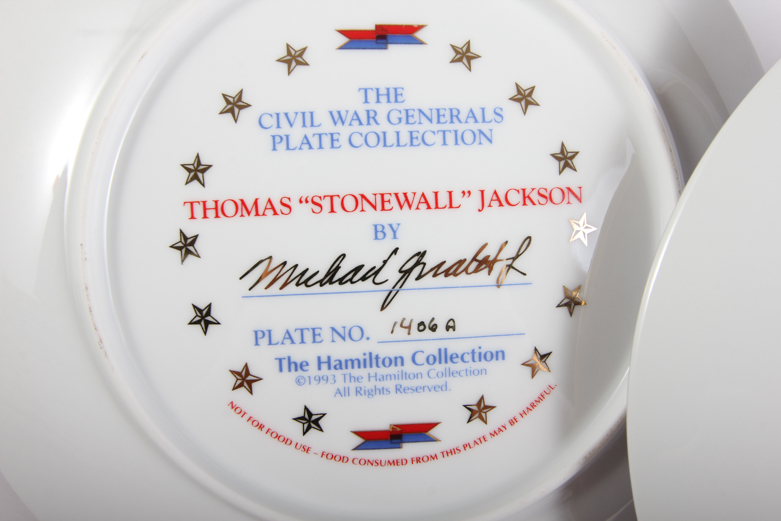 THE
CIVIL WAR GENERALS
PLATE COLLECTION
THOMAS “STONEWALL” JACKSON
BY
Michael
PLATE NO. 1406A
The Hamilton Collection
©1993 The Hamilton Collection
All Rights Reserved.
NOT FOR FOOD USE – FOOD CONSUMED FROM THIS PLATE MAY BE HARMFUL.